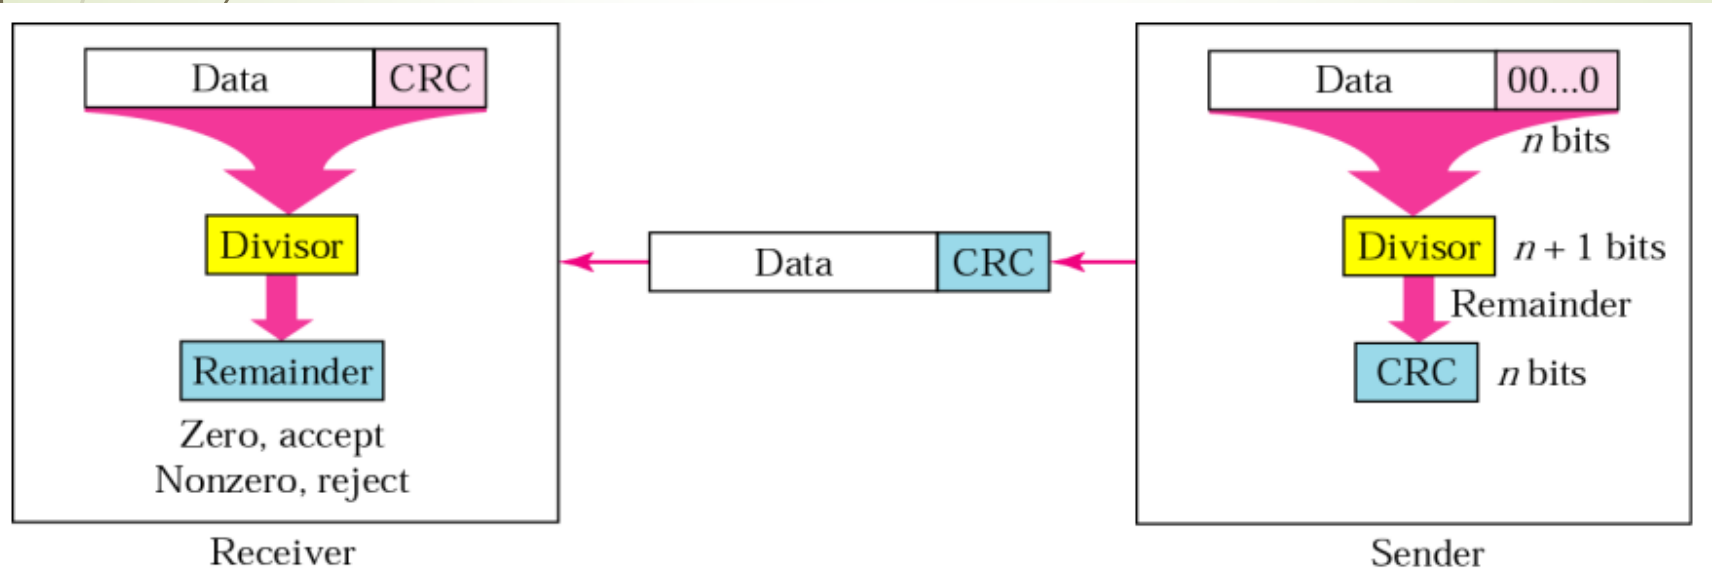 Data CRC
Divisor
Remainder
Zero, accept
Nonzero, reject
Receiver
Data CRC
Data 00...0
n bits
Divisor n + 1 bits
Remainder
CRC n bits
Sender